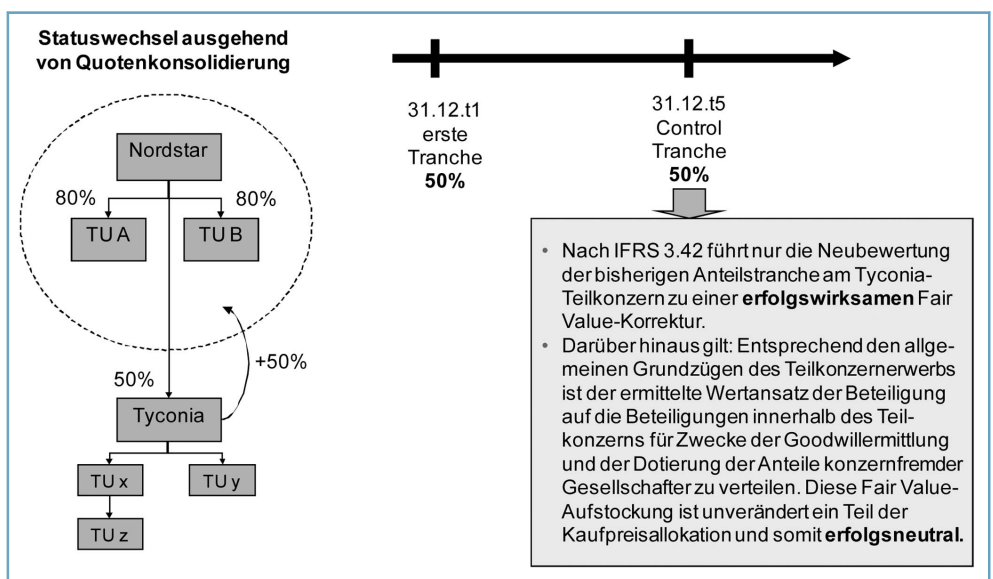 Statuswechsel ausgehend
von Quotenkonsolidierung
Nordstar
80%
80%
TU A
TU B
50%
+50%
Tyconia
TU x
TU y
TU z
31.12.t1
erste
Tranche
50%
31.12.t5
Control
Tranche
50%
• Nach IFRS 3.42 führt nur die Neubewertung
der bisherigen Anteilstranche am Tyconia-
Teilkonzern zu einer erfolgswirksamen Fair
Value-Korrektur.
• Darüber hinaus gilt: Entsprechend den allge-
meinen Grundzügen des Teilkonzernerwerbs
ist der ermittelte Wertansatz der Beteiligung
auf die Beteiligungen innerhalb des Teil-
konzerns für Zwecke der Goodwillermittlung
und der Dotierung der Anteile konzernfremder
Gesellschafter zu verteilen. Diese Fair Value-
Aufstockung ist unverändert ein Teil der
Kaufpreisallokation und somit erfolgsneutral.